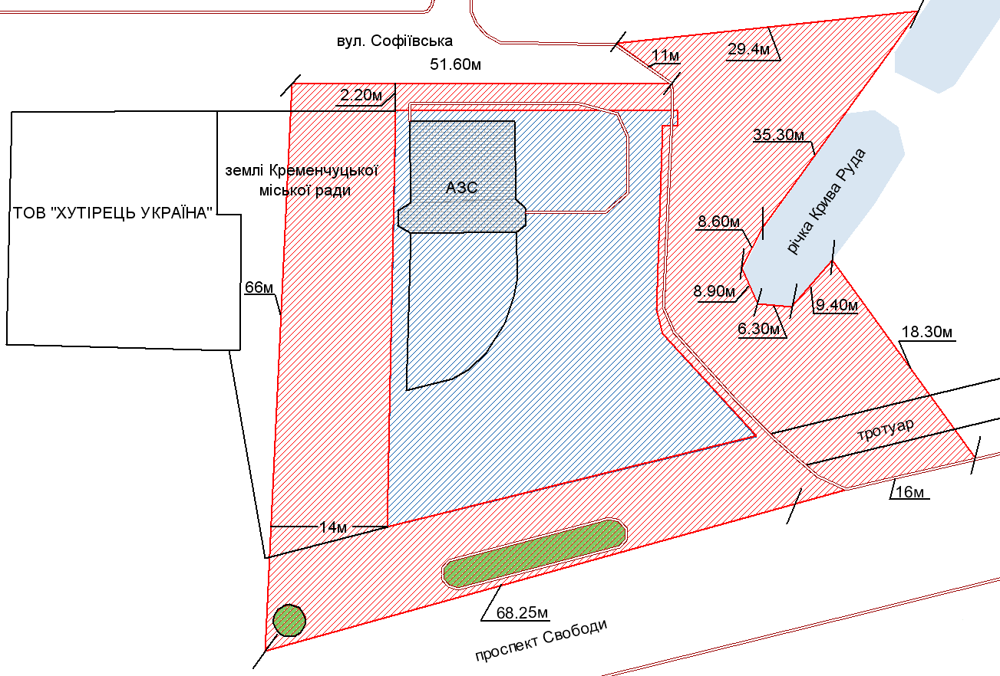 вул. Софіївська
51.60м
11м
29.4м
2.20м
35.30м
землі Кременчуцької
міської ради
АЗС
ТОВ "ХУТІРЕЦЬ УКРАЇНА"
річка Крива Руда
8.60м
66м
8.90м
9.40м
6.30м
18.30м
тротуар
16м
14м
68.25м
проспект Свободи